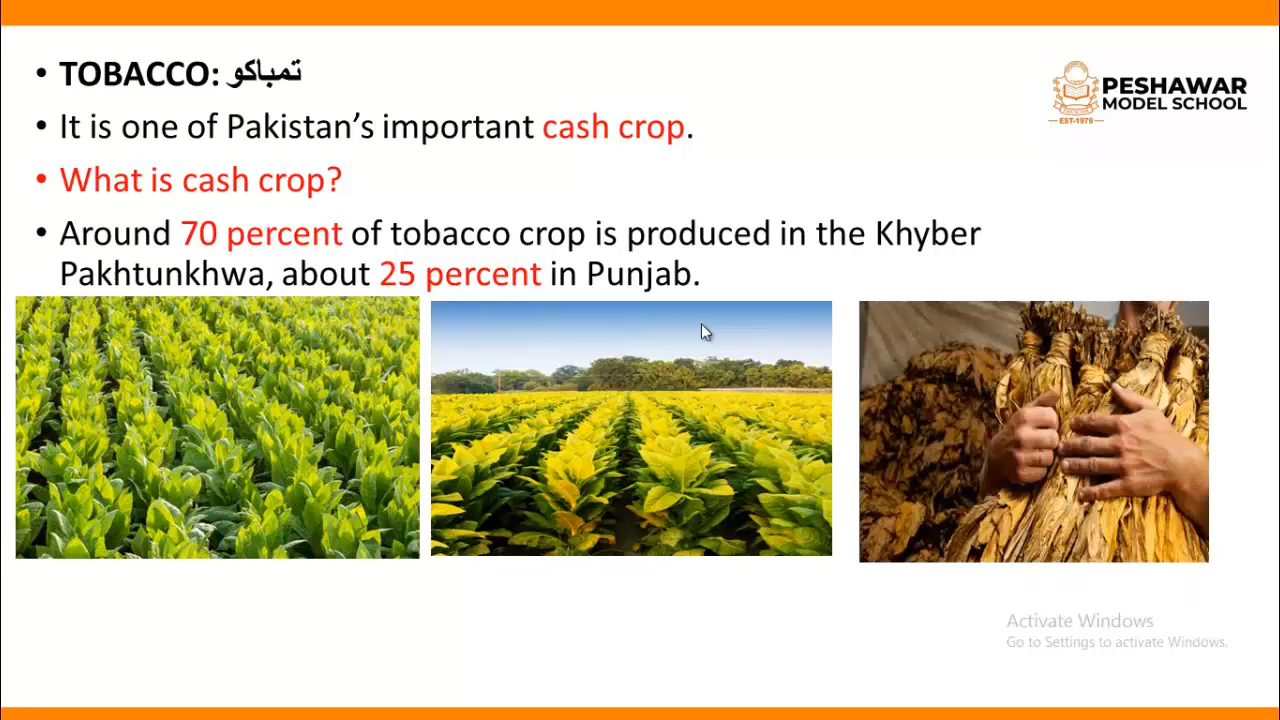 • TOBACCO: تمباکو
• It is one of Pakistan’s important cash crop.
• What is cash crop?
• Around 70 percent of tobacco crop is produced in the Khyber
Pakhtunkhwa, about 25 percent in Punjab.
PESHAWAR
MODEL SCHOOL
EST-1979
Activate Windows
Go to Settings to activate Windows.